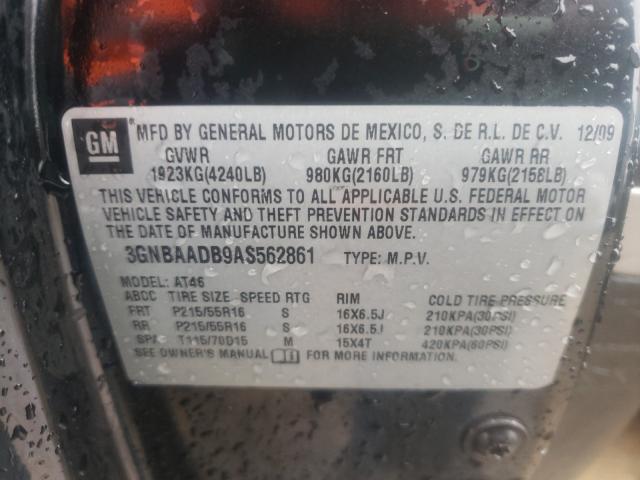 GM MFD BY GENERAL MOTORS DE MEXICO, S. DE R.L. DE C.V. 12/09
GVWR GAWR FRT GAWR RR
1923KG(4240LB) 980KG(2160LB) 979KG(2158LB)
THIS VEHICLE CONFORMS TO ALL APPLICABLE U.S. FEDERAL MOTOR
VEHICLE SAFETY AND THEFT PREVENTION STANDARDS IN EFFECT ON
THE DATE OF MANUFACTURE SHOWN ABOVE.
3GNBAADB9AS562861 TYPE: M.P.V.
MODEL: AT46
ABCC TIRE SIZE SPEED RTG RIM COLD TIRE PRESSURE
FRT P215/55R16 S 16X6.5J 210KPA(30PSI)
RR P215/55R16 S 16X6.5J 210KPA(30PSI)
SPA T115/70D15 M 15X4T 420KPA(60PSI)
SEE OWNER'S MANUAL FOR MORE INFORMATION.